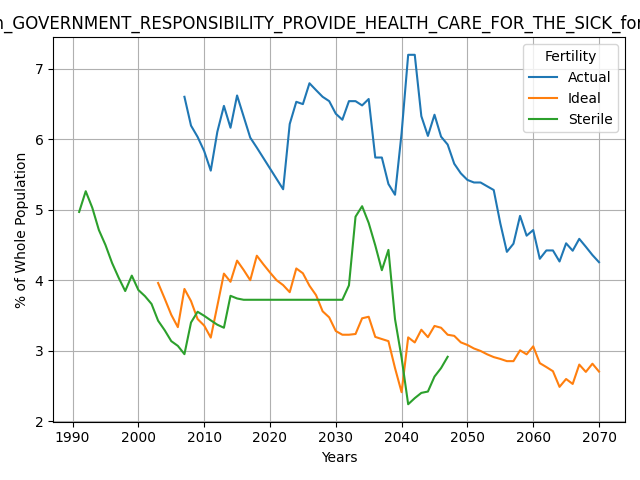 n_GOVERNMENT_RESPONSIBILITY_PROVIDE_HEALTH_CARE_FOR_THE_SICK_for
Fertility
Actual
Ideal
Sterile
% of Whole Population
7
6
5
4
3
2
1990 2000 2010 2020 2030 2040 2050 2060 2070
Years